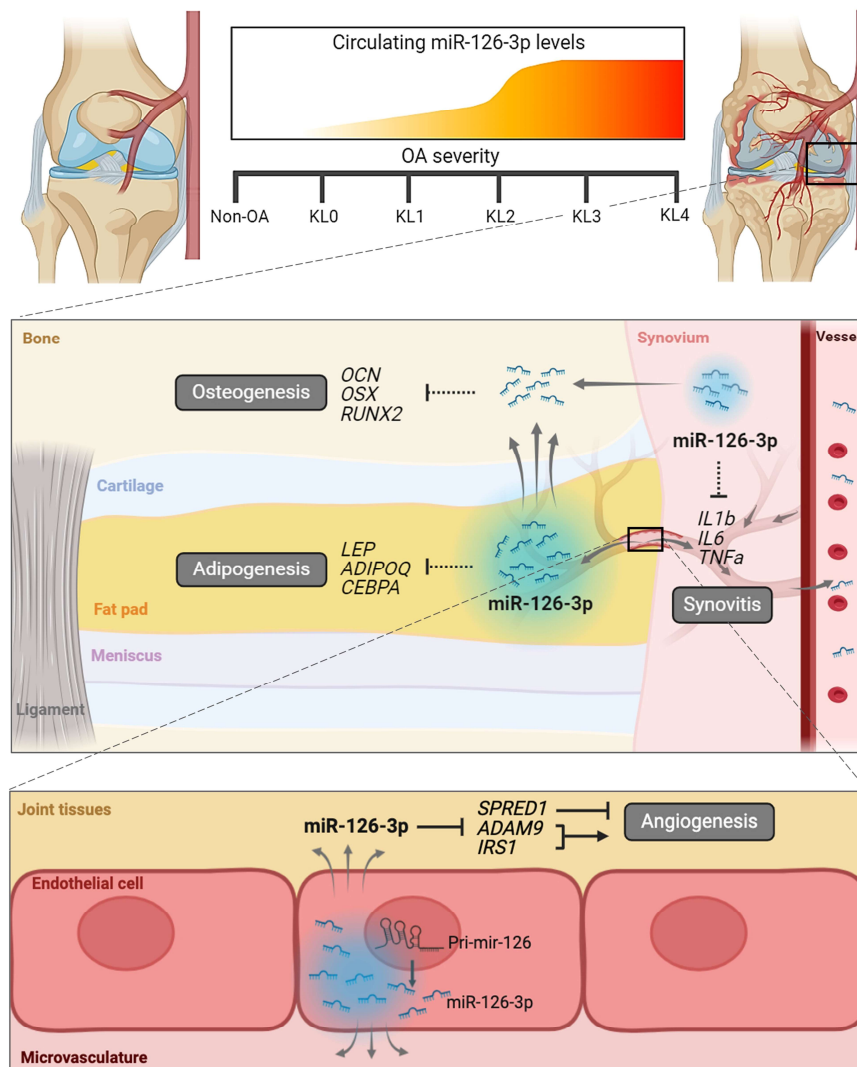 Circulating miR-126-3p levels
OA severity
Non-OA
KL0
KL1
KL2
KL3
KL4
Bone
Synovium
Vesse
Osteogenesis
OCN
OSX
RUNX2
miR-126-3p
Cartilage
IL1b
IL6
TNFa
Adipogenesis
LEP
ADIPOQ
CEBPA
miR-126-3p
Synovitis
Fat pad
Meniscus
Ligament
Joint tissues
miR-126-3p
SPRED1
ADAM9
IRS1
Angiogenesis
Endothelial cell
Pri-mir-126
miR-126-3p
Microvasculature